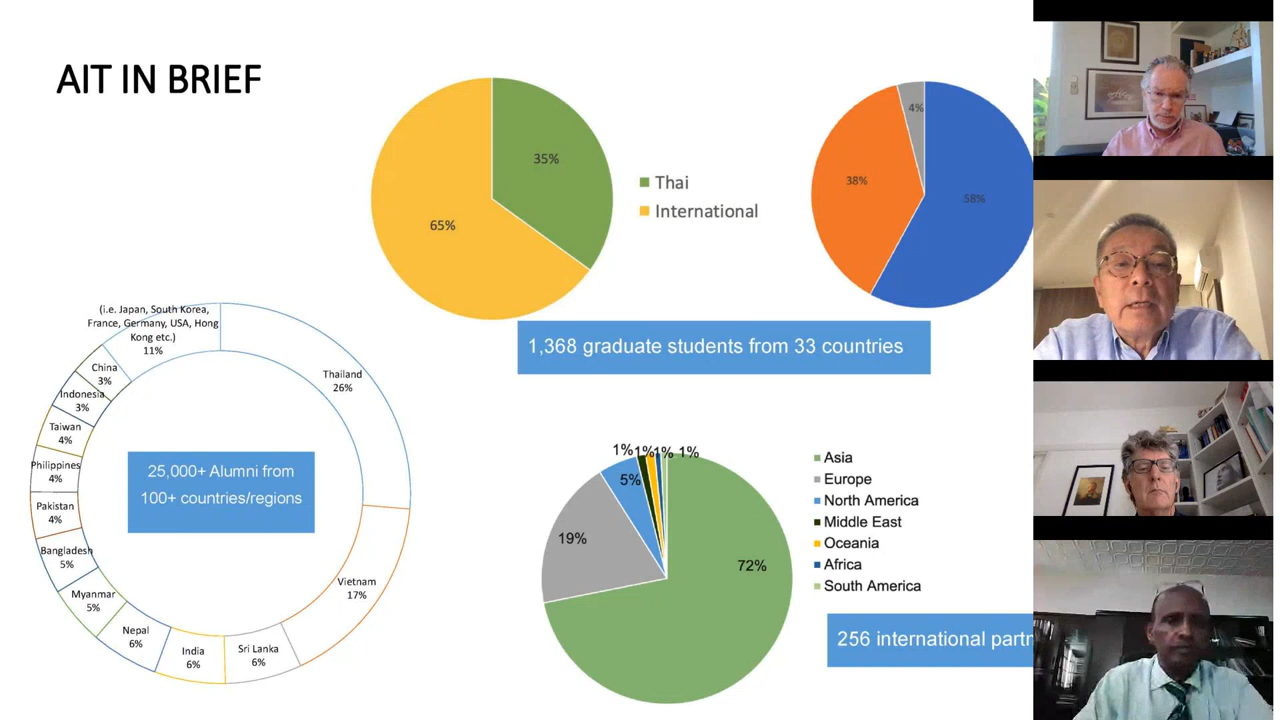 AIT IN BRIEF
35%
65%
Thai
International
4%
38%
58%
1,368 graduate students from 33 countries
(i.e. Japan, South Korea,
France, Germany, USA, Hong
Kong etc.)
11%
Thailand
26%
Vietnam
17%
Sri Lanka
6%
India
6%
Nepal
6%
Myanmar
5%
Bangladesh
5%
Pakistan
4%
Philippines
4%
Taiwan
4%
Indonesia
3%
China
3%
25,000+ Alumni from
100+ countries/regions
1% 1% 1% 1%
5%
19%
72%
Asia
Europe
North America
Middle East
Oceania
Africa
South America
256 international partn